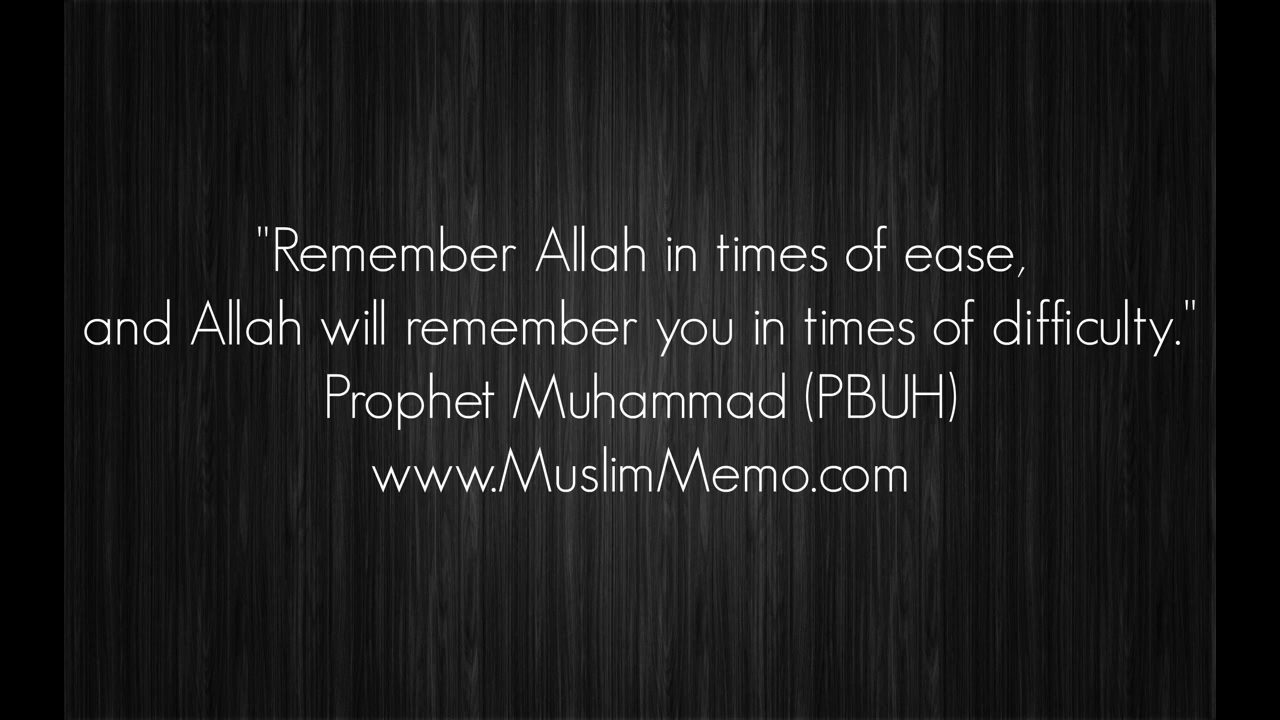 "Remember Allah in times of ease,
and Allah will remember you in times of difficulty."
Prophet Muhammad (PBUH)
www.MuslimMemo.com